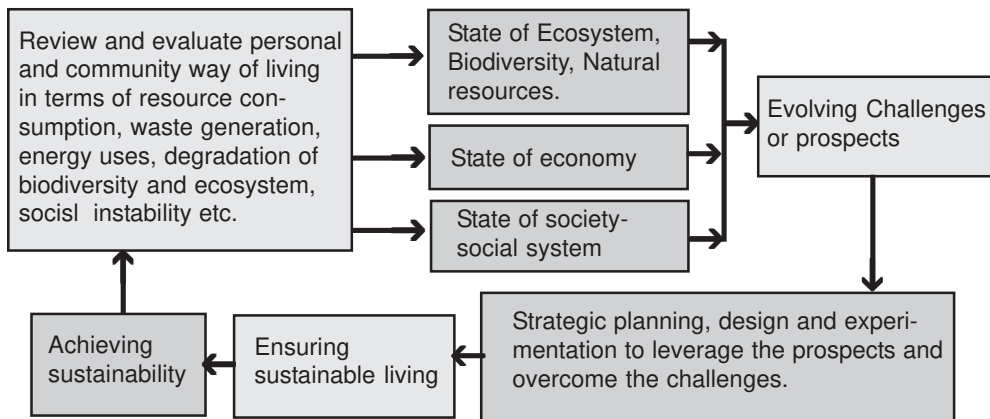 Review and evaluate personal
and community way of living
in terms of resource con-
sumption, waste generation,
energy uses, degradation of
biodiversity and ecosystem,
socisl instability etc.
State of Ecosystem,
Biodiversity, Natural
resources.
State of economy
State of society-
social system
Evolving Challenges
or prospects
Strategic planning, design and experi-
mentation to leverage the prospects and
overcome the challenges.
Ensuring
sustainable living
Achieving
sustainability